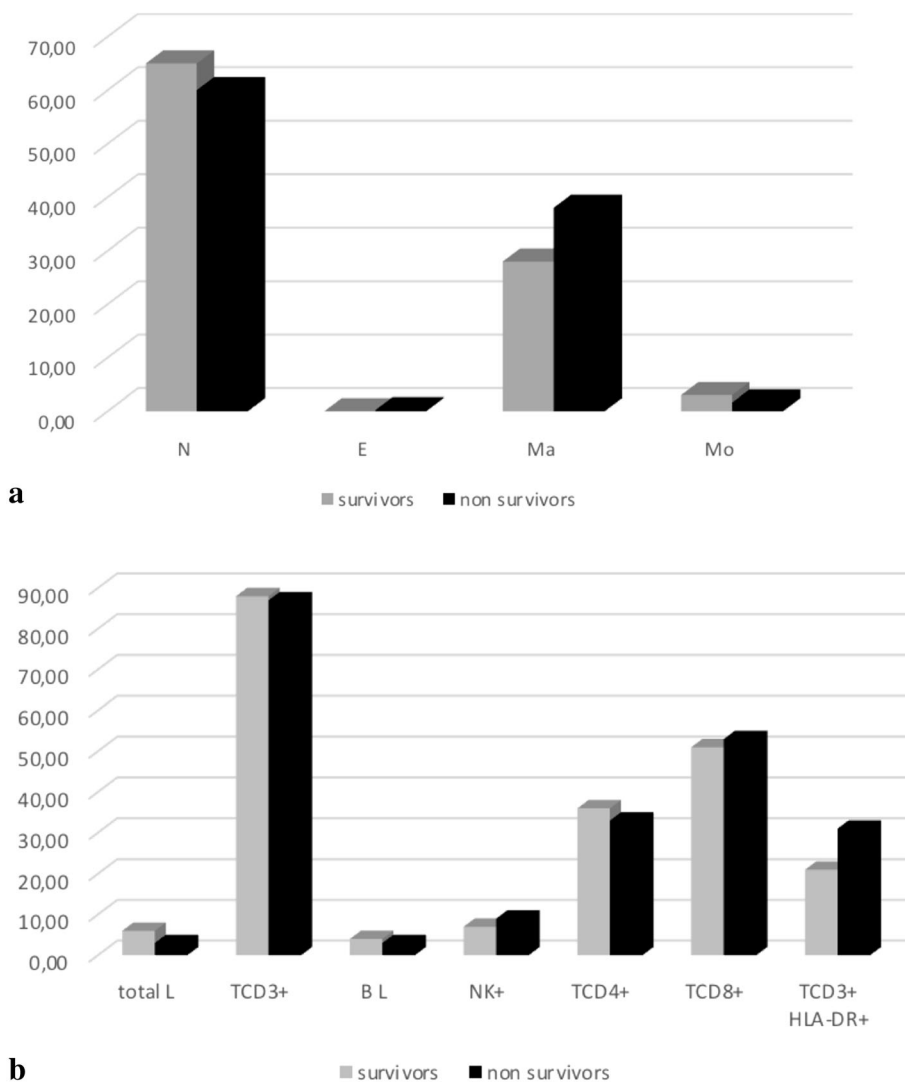 70,00
60,00
50,00
40,00
30,00
20,00
10,00
0,00
N E Ma Mo
a
survivors non survivors
90,00
80,00
70,00
60,00
50,00
40,00
30,00
20,00
10,00
0,00
total L TCD3+ B L NK+ TCD4+ TCD8+ TCD3+
HLA-DR+
b
survivors non survivors